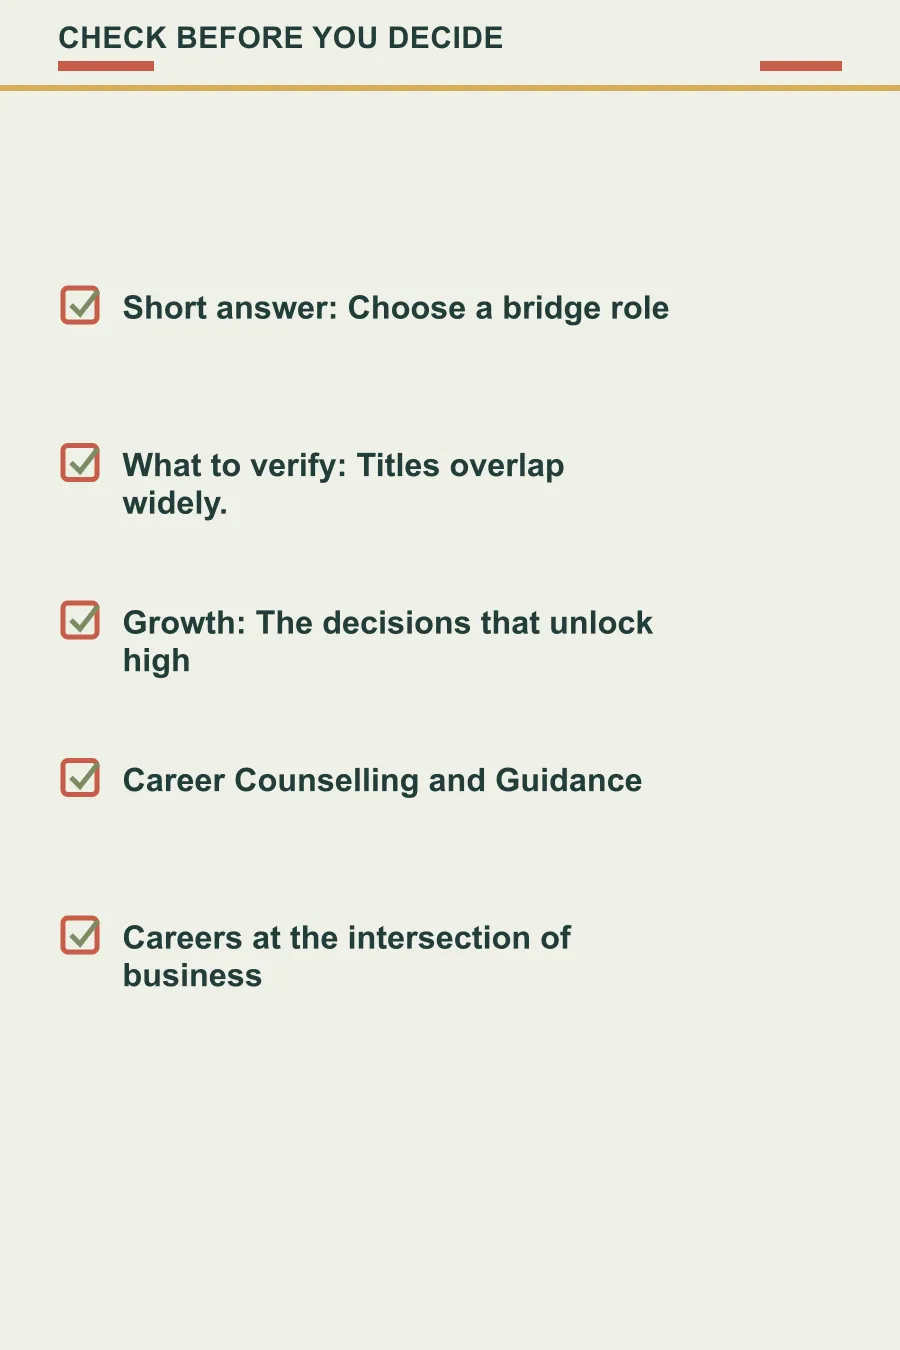 CHECK BEFORE YOU DECIDE
Short answer: Choose a bridge role
What to verify: Titles overlap
widely.
Growth: The decisions that unlock
high
Career Counselling and Guidance
Careers at the intersection of
business